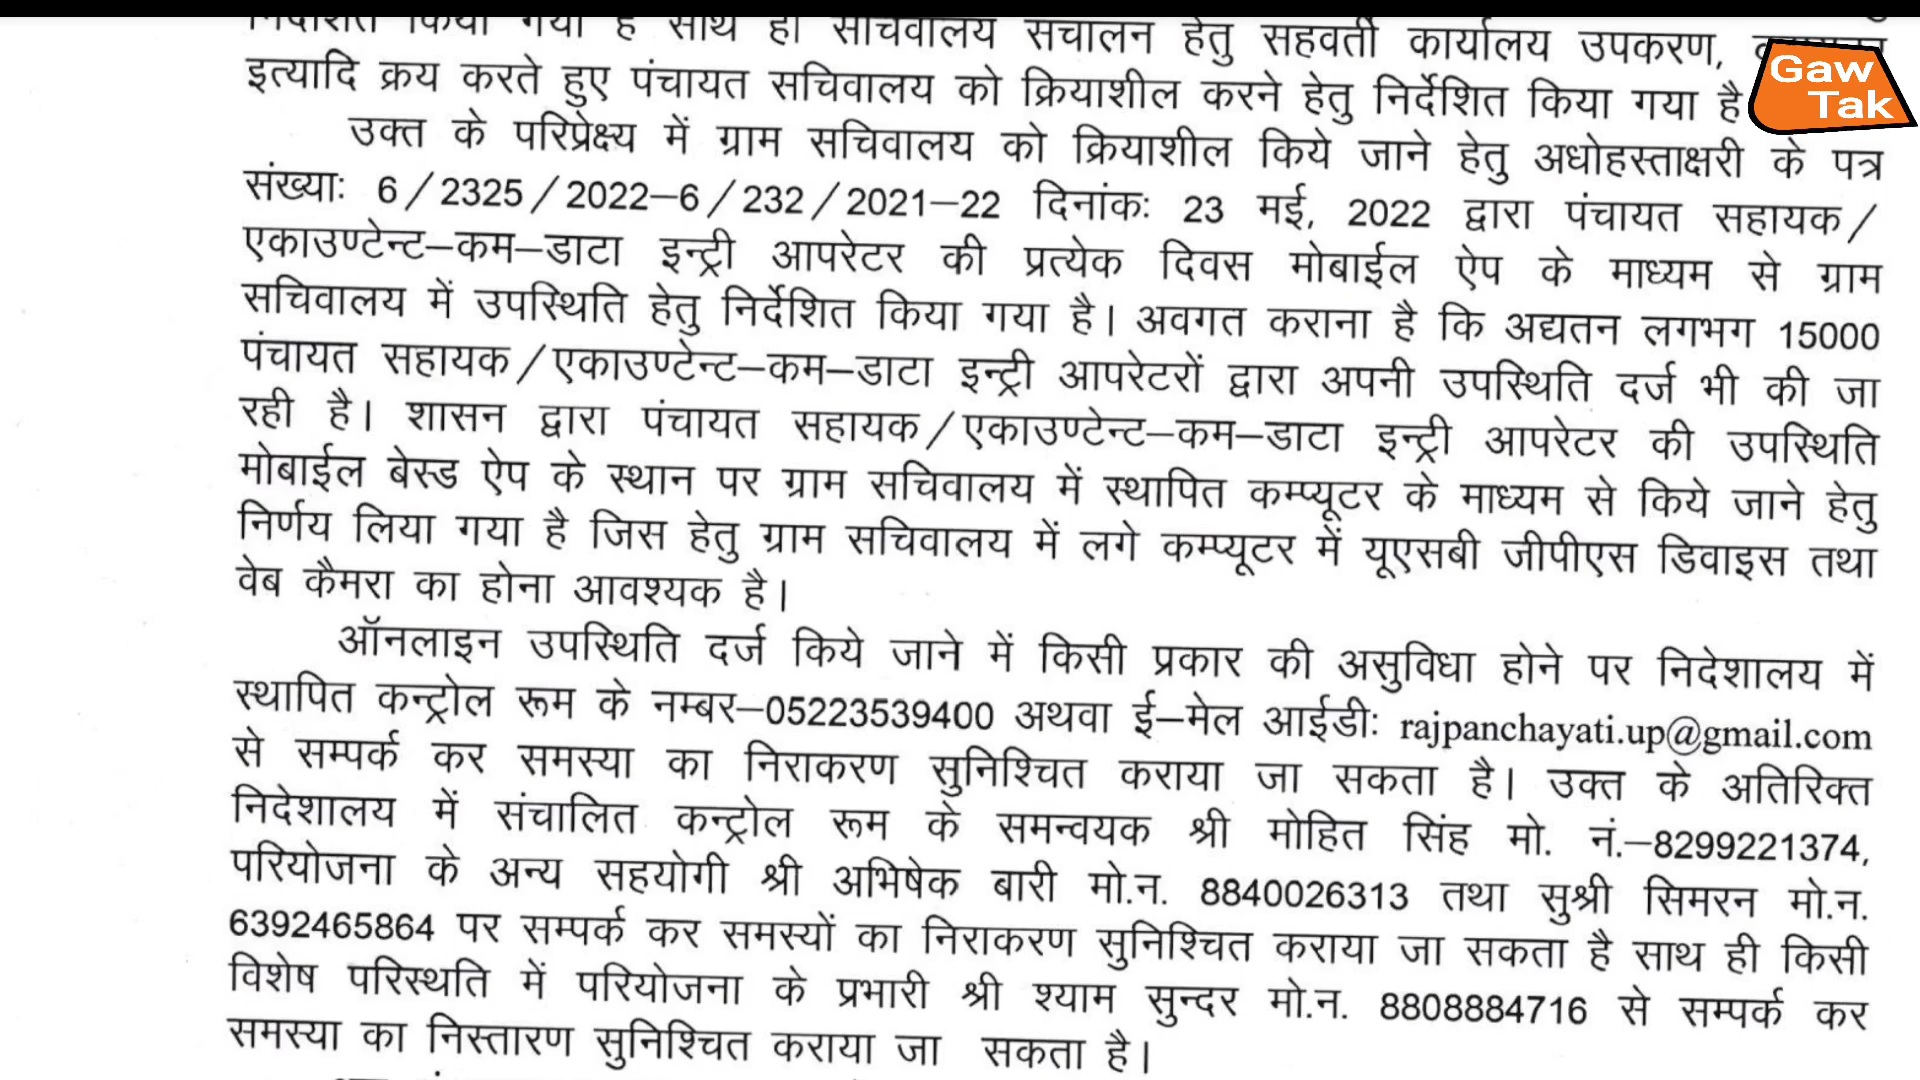 निर्देशित किया गया है साथ ही सचिवालय संचालन हेतु सहवर्ती कार्यालय उपकरण,
इत्यादि क्रय करते हुए पंचायत सचिवालय को क्रियाशील करने हेतु निर्देशित किया गया है
Gaw
Tak
उक्त के परिप्रेक्ष्य में ग्राम सचिवालय को क्रियाशील किये जाने हेतु अधोहस्ताक्षरी के पत्र
संख्याः 6/2325/2022–6/232/2021–22 दिनांकः 23 मई, 2022 द्वारा पंचायत सहायक/
एकाउण्टेन्ट–कम–डाटा इन्ट्री आपरेटर की प्रत्येक दिवस मोबाईल ऐप के माध्यम से ग्राम
सचिवालय में उपस्थिति हेतु निर्देशित किया गया है। अवगत कराना है कि अद्यतन लगभग 15000
पंचायत सहायक/एकाउण्टेन्ट–कम–डाटा इन्ट्री आपरेटरों द्वारा अपनी उपस्थिति दर्ज भी की जा
रही है। शासन द्वारा पंचायत सहायक/एकाउण्टेन्ट–कम–डाटा इन्ट्री आपरेटर की उपस्थिति
मोबाईल बेस्ड ऐप के स्थान पर ग्राम सचिवालय में स्थापित कम्प्यूटर के माध्यम से किये जाने हेतु
निर्णय लिया गया है जिस हेतु ग्राम सचिवालय में लगे कम्प्यूटर में यूएसबी जीपीएस डिवाइस तथा
वेब कैमरा का होना आवश्यक है।
ऑनलाइन उपस्थिति दर्ज किये जाने में किसी प्रकार की असुविधा होने पर निदेशालय में
स्थापित कन्ट्रोल रूम के नम्बर–05223539400 अथवा ई–मेल आईडीः rajpanchayati.up@gmail.com
से सम्पर्क कर समस्या का निराकरण सुनिश्चित कराया जा सकता है। उक्त के अतिरिक्त
निदेशालय में संचालित कन्ट्रोल रूम के समन्वयक श्री मोहित सिंह मो. नं.–8299221374,
परियोजना के अन्य सहयोगी श्री अभिषेक बारी मो.न. 8840026313 तथा सुश्री सिमरन मो.न.
6392465864 पर सम्पर्क कर समस्यों का निराकरण सुनिश्चित कराया जा सकता है साथ ही किसी
विशेष परिस्थति में परियोजना के प्रभारी श्री श्याम सुन्दर मो.न. 8808884716 से सम्पर्क कर
समस्या का निस्तारण सुनिश्चित कराया जा सकता है।